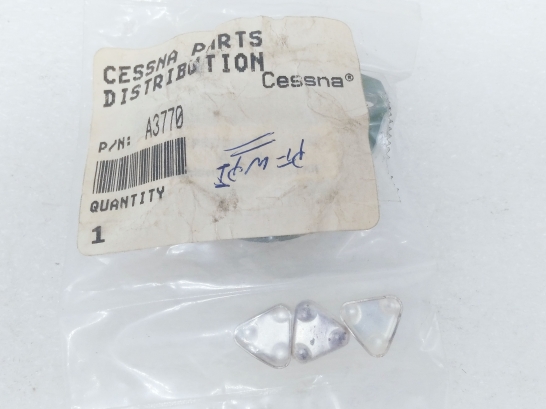 CESSNA PARTS
DISTRIBUTION
Cessna®
P/N: A3770
QUANTITY
1